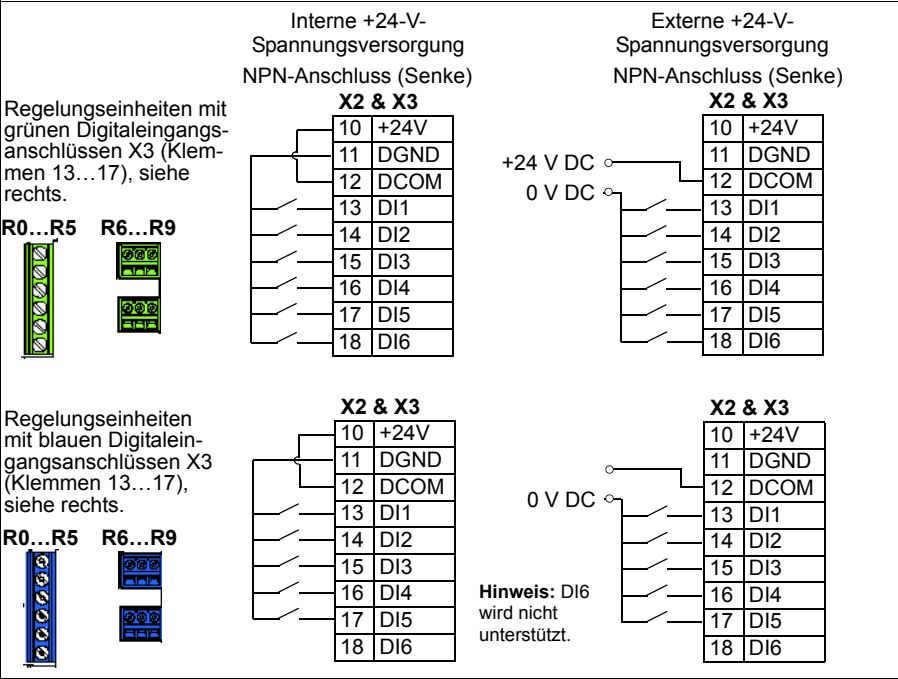 Interne +24-V-
Spannungsversorgung
NPN-Anschluss (Senke)
Externe +24-V-
Spannungsversorgung
NPN-Anschluss (Senke)
Regelungseinheiten mit
grünen Digitaleingangs-
anschlüssen X3 (Klem-
men 13…17), siehe
rechts.
R0…R5 R6…R9
X2 & X3
10 +24V
11 DGND
12 DCOM
13 DI1
14 DI2
15 DI3
16 DI4
17 DI5
18 DI6
+24 V DC
0 V DC
X2 & X3
10 +24V
11 DGND
12 DCOM
13 DI1
14 DI2
15 DI3
16 DI4
17 DI5
18 DI6
Regelungseinheiten
mit blauen Digitalein-
gangsanschlüssen X3
(Klemmen 13…17),
siehe rechts.
R0…R5 R6…R9
X2 & X3
10 +24V
11 DGND
12 DCOM
13 DI1
14 DI2
15 DI3
16 DI4
17 DI5
18 DI6
0 V DC
Hinweis: DI6
wird nicht
unterstützt.
X2 & X3
10 +24V
11 DGND
12 DCOM
13 DI1
14 DI2
15 DI3
16 DI4
17 DI5
18 DI6